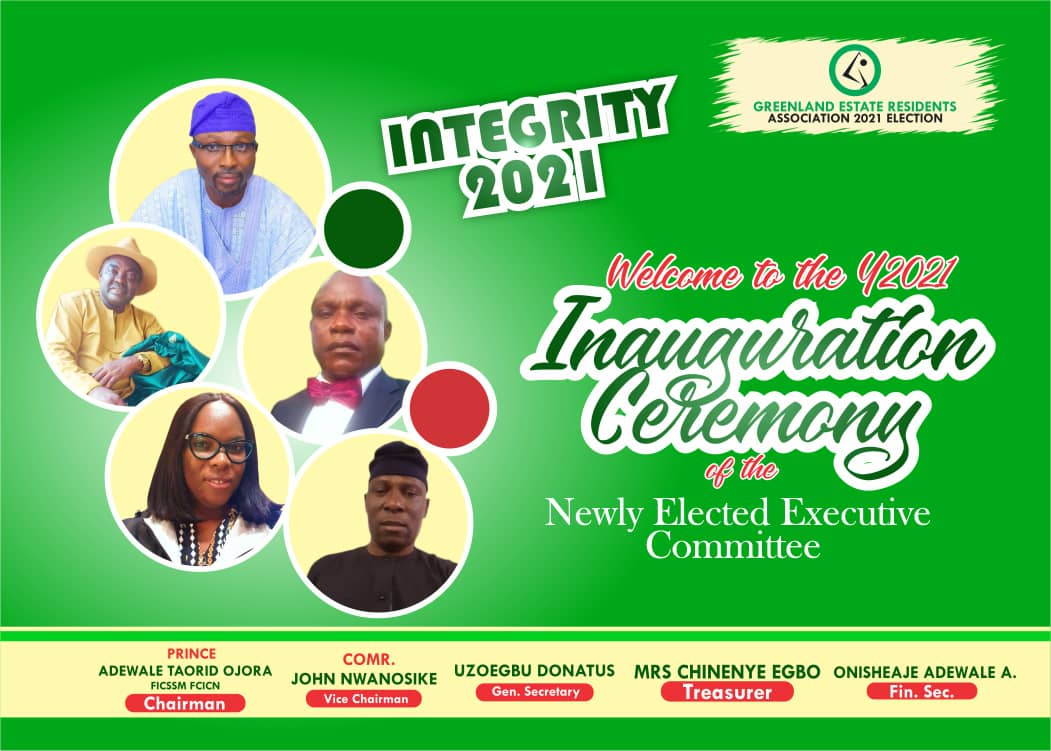 GREENLAND ESTATE RESIDENTS
ASSOCIATION 2021 ELECTION
INTEGRITY
2021
Welcome to the Y2021
Inauguration
Ceremony
of the
Newly Elected Executive
Committee
PRINCE
ADEWALE TAORID OJORA
FICSSM FCICN
Chairman
COMR.
JOHN NWANOSIKE
Vice Chairman
UZOEGBU DONATUS
Gen. Secretary
MRS CHINENYE EGBO
Treasurer
ONISHEAJE ADEWALE A.
Fin. Sec.